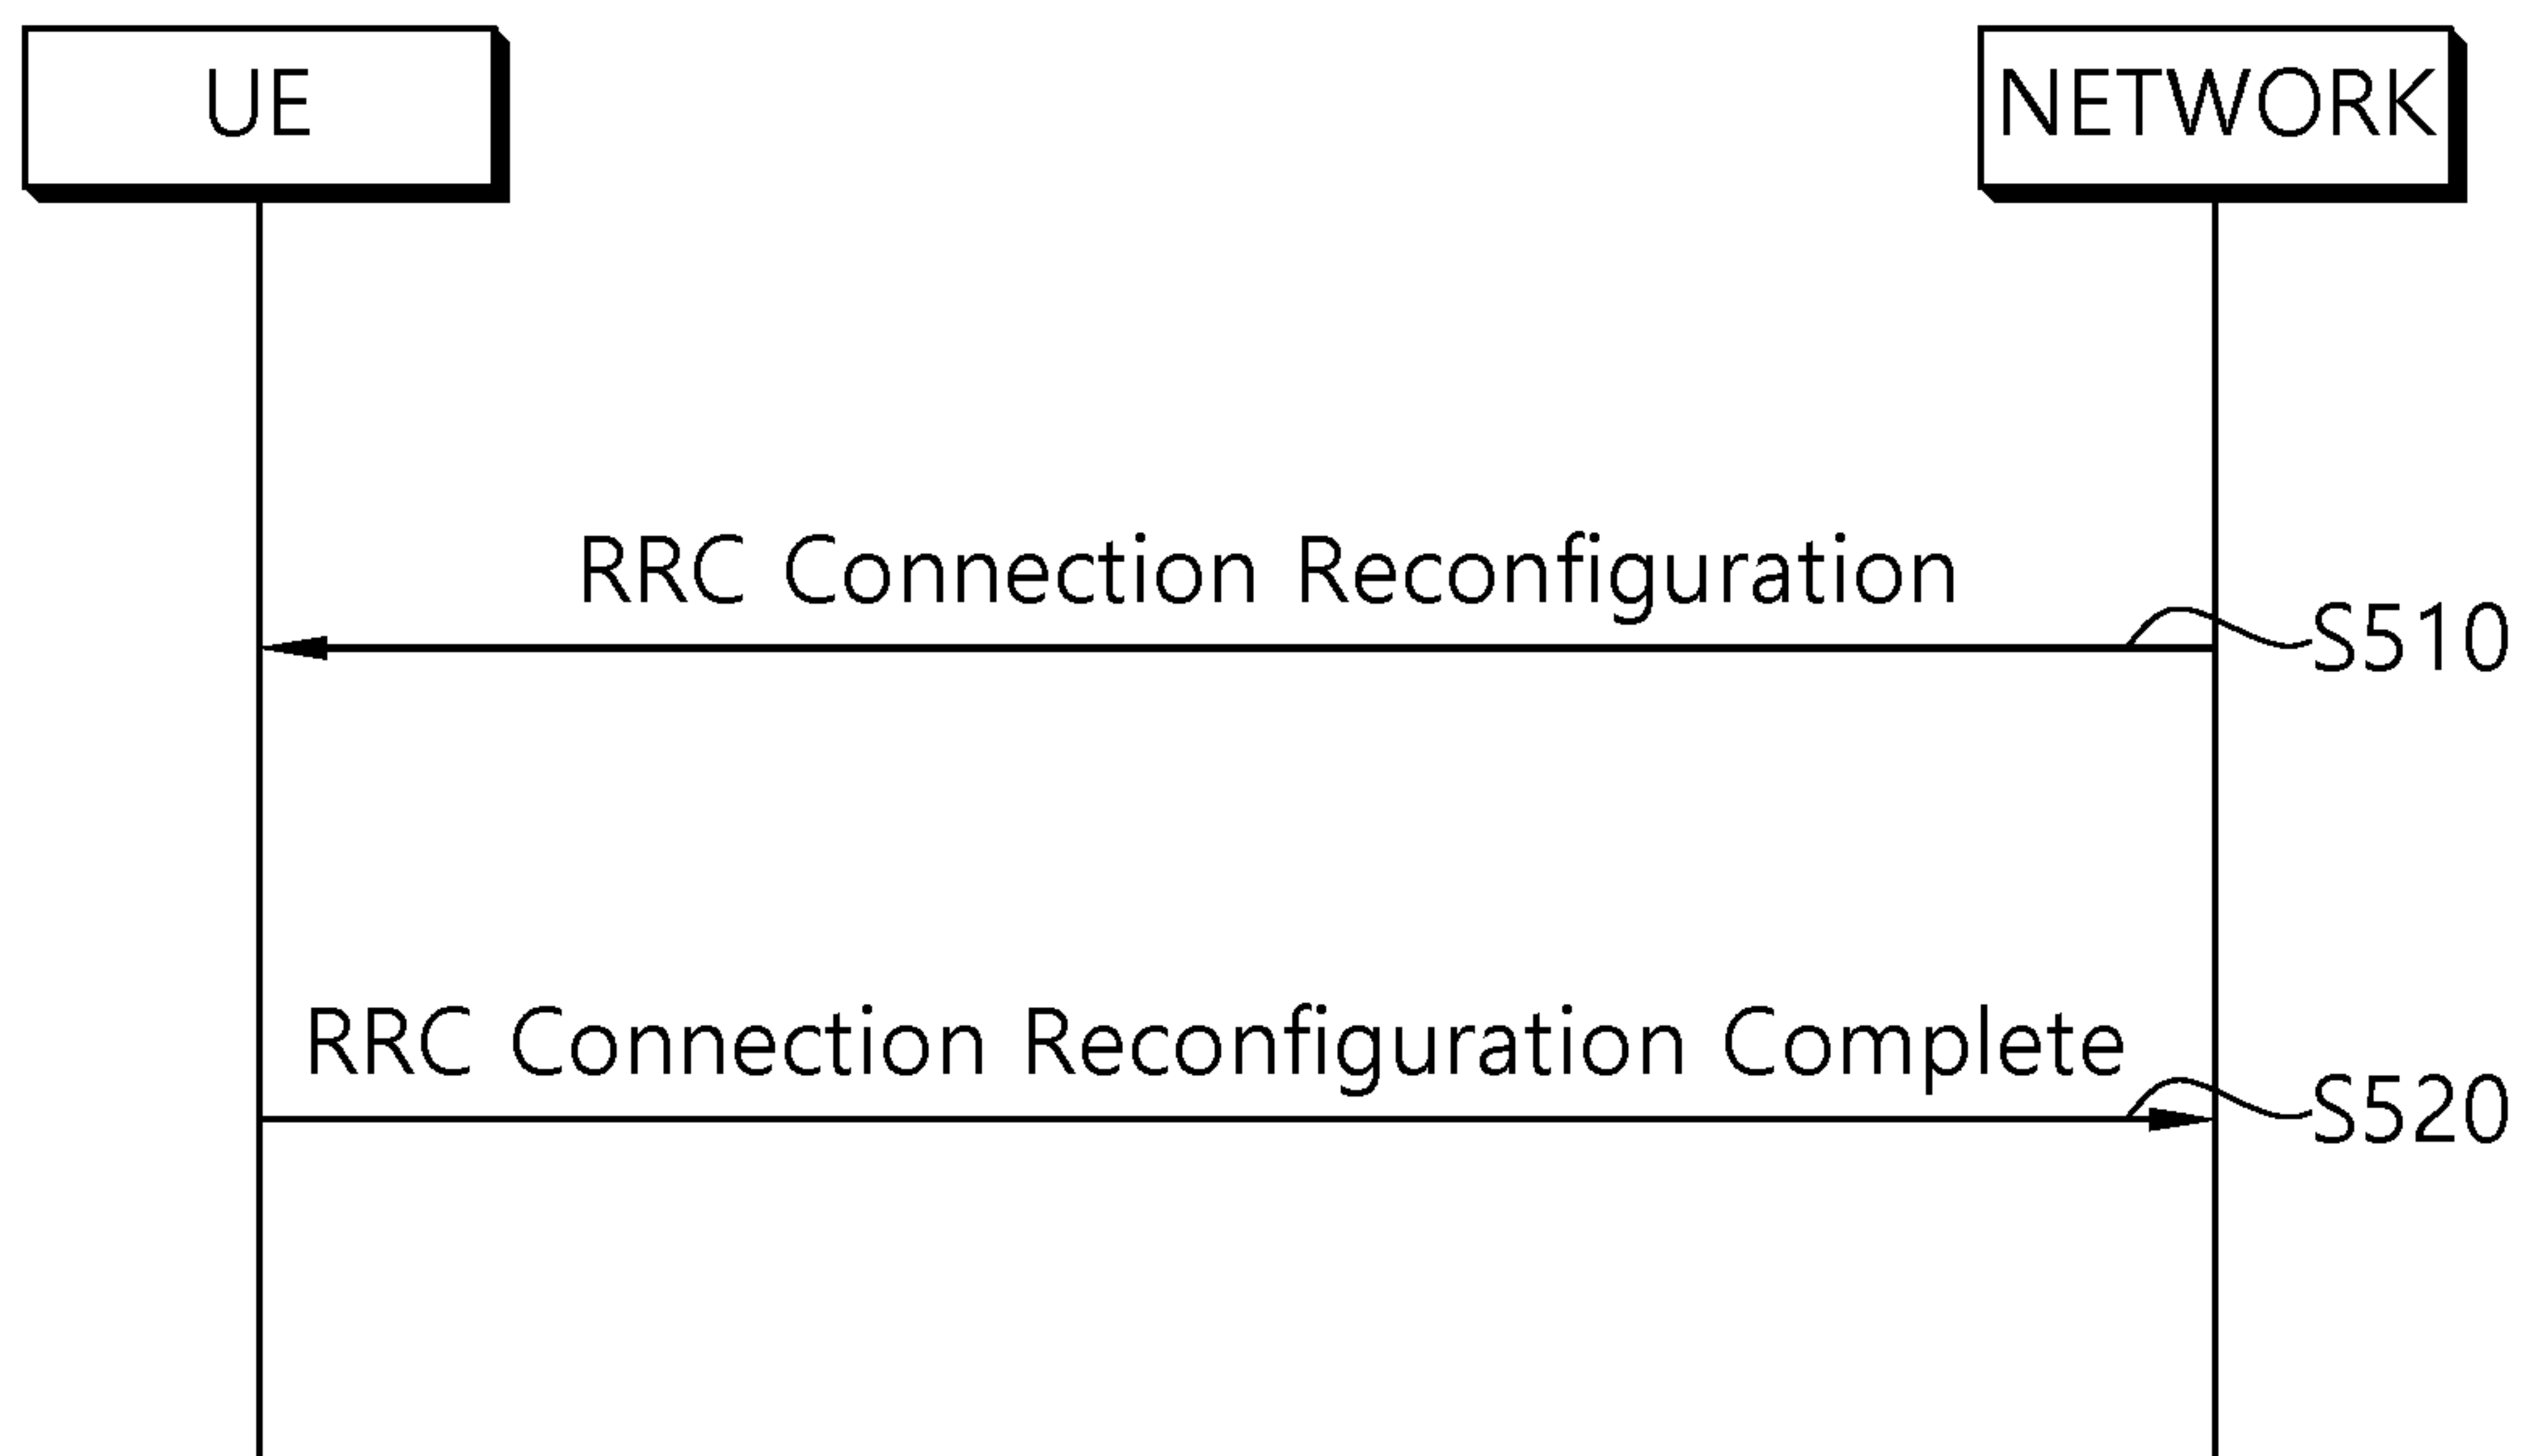 UE
NETWORK
RRC Connection Reconfiguration
S510
RRC Connection Reconfiguration Complete
S520